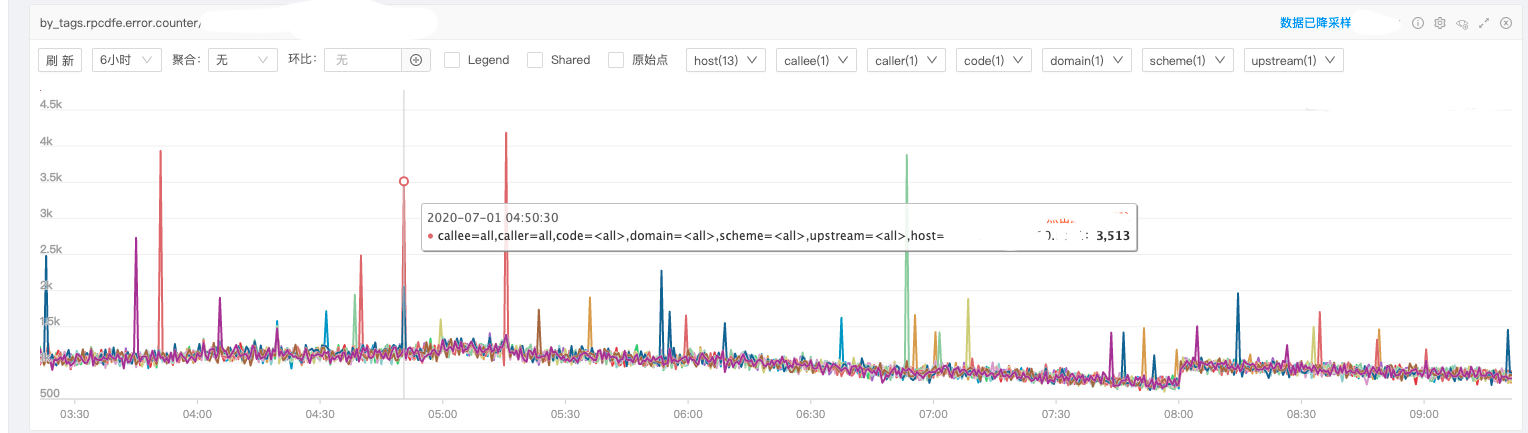 by_tags.rpcdfe.error.counter/
数据已降采样
刷 新 6小时 聚合: 无 环比: 无 Legend Shared 原始点 host(13) callee(1) caller(1) code(1) domain(1) scheme(1) upstream(1)
4.5k
4k
3.5k
3k
2.5k
2k
1.5k
500
2020-07-01 04:50:30
callee=all,caller=all,code=<all>,domain=<all>,scheme=<all>,upstream=<all>,host= : 3,513
03:30 04:00 04:30 05:00 05:30 06:00 06:30 07:00 07:30 08:00 08:30 09:00